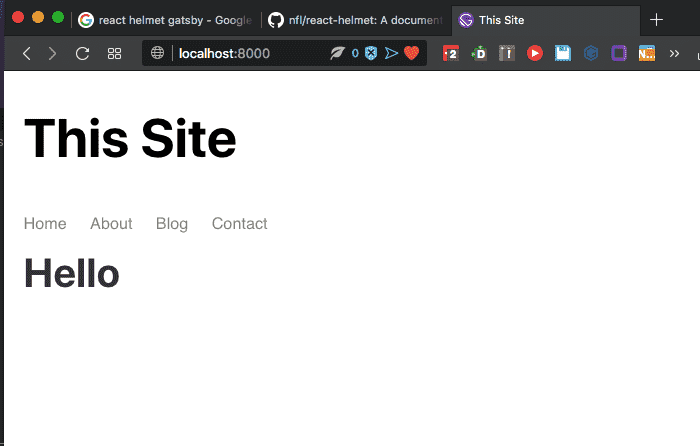 react helmet gatsby - Google
nfl/react-helmet: A document
This Site
localhost:8000
0
2
D
N...
This Site
Home About Blog Contact
Hello